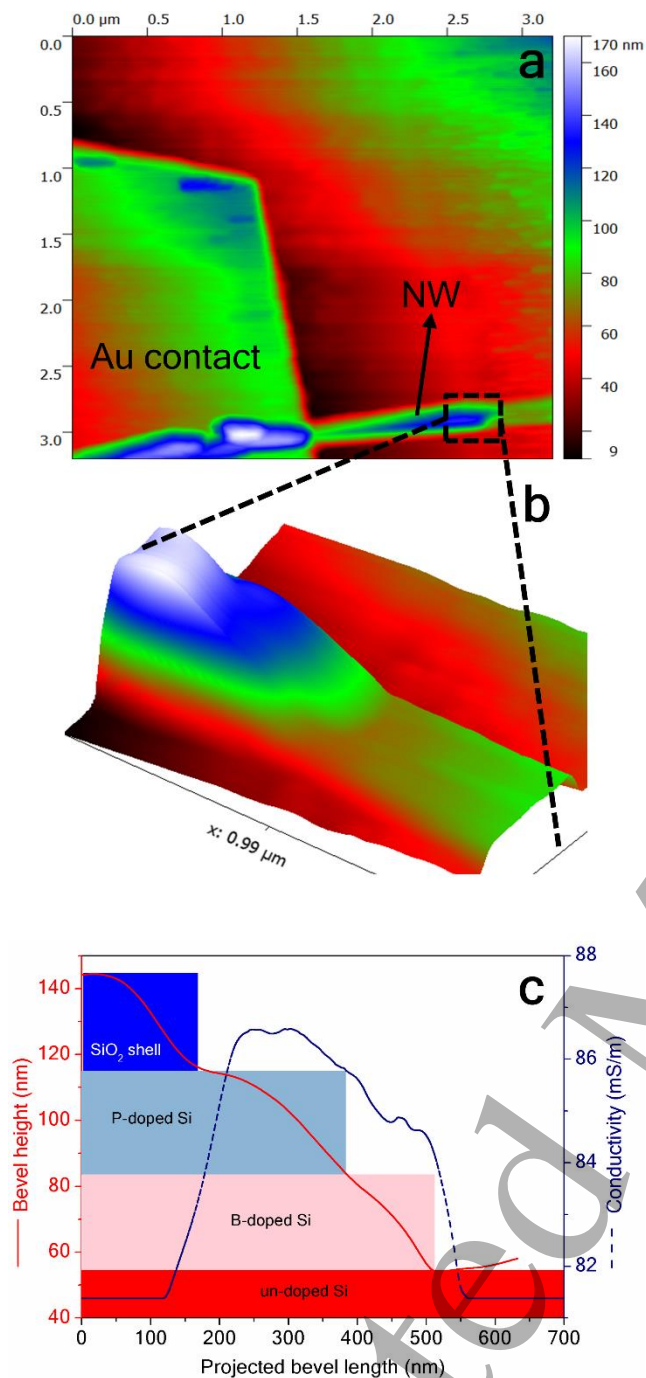 0.0 μm 0.5 1.0 1.5 2.0 2.5 3.0
0.0
0.5
1.0
1.5
2.0
2.5
3.0
a
170 nm
160
130
100
80
60
40
9
NW
Au contact
b
x: 0.99 μm
c
Bevel height (nm)
140
120
100
80
60
40
SiO₂ shell
P-doped Si
B-doped Si
un-doped Si
88
86
84
82
Conductivity (mS/m)
0 100 200 300 400 500 600 700
Projected bevel length (nm)